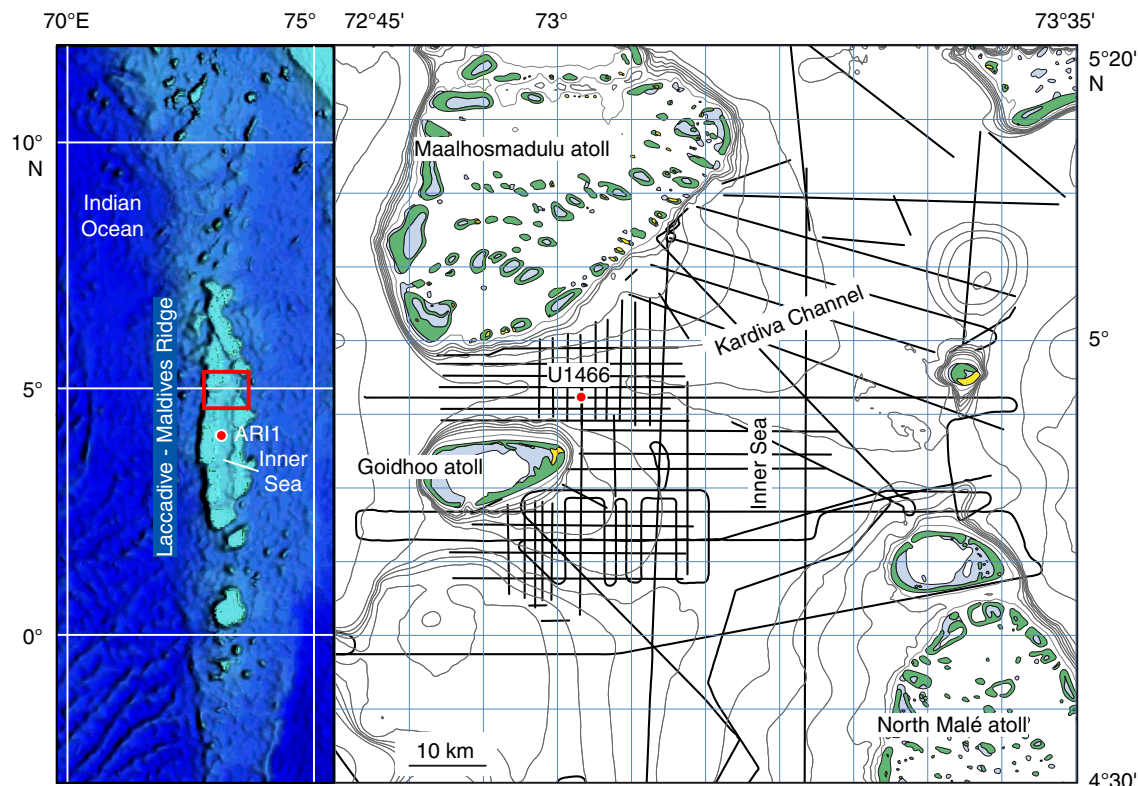 70°E
75°
72°45'
73°
73°35'
5°20'
N
10°
N
Indian
Ocean
Laccadive - Maldives Ridge
5°
ARI1
Inner
Sea
0°
Maalhosmadulu atoll
Kardiva Channel
5°
U1466
Inner Sea
Goidhoo atoll
North Malé atoll
10 km
4°30'